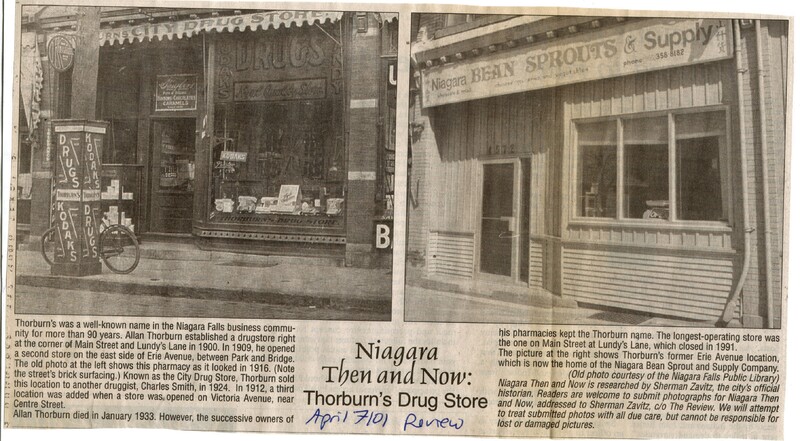 CITY DRUG STORE
DRUGS
DRUGS
KODAKS
THORBURN'S
THORBURN'S
KODAKS
DRUGS
THORBURN'S DRUG STORE
B
Niagara BEAN SPROUTS & Supply
phone 358
4572
Thorburn's was a well-known name in the Niagara Falls business commu-
nity for more than 90 years. Allan Thorburn established a drugstore right
at the corner of Main Street and Lundy's Lane in 1900. In 1909, he opened
a second store on the east side of Erie Avenue, between Park and Bridge.
The old photo at the left shows this pharmacy as it looked in 1916. (Note
the street's brick surfacing.) Known as the City Drug Store, Thorburn sold
this location to another druggist, Charles Smith, in 1924. In 1912, a third
location was added when a store was opened on Victoria Avenue, near
Centre Street.
Allan Thorburn died in January 1933. However, the successive owners of
Niagara
Then and Now:
Thorburn's Drug Store
April 7/01 Review
his pharmacies kept the Thorburn name. The longest-operating store was
the one on Main Street at Lundy's Lane, which closed in 1991.
The picture at the right shows Thorburn's former Erie Avenue location,
which is now the home of the Niagara Bean Sprout and Supply Company.
(Old photo courtesy of the Niagara Falls Public Library)
Niagara Then and Now is researched by Sherman Zavitz, the city's official
historian. Readers are welcome to submit photographs for Niagara Then
and Now, addressed to Sherman Zavitz, c/o The Review. We will attempt
to treat submitted photos with all due care, but cannot be responsible for
lost or damaged pictures.